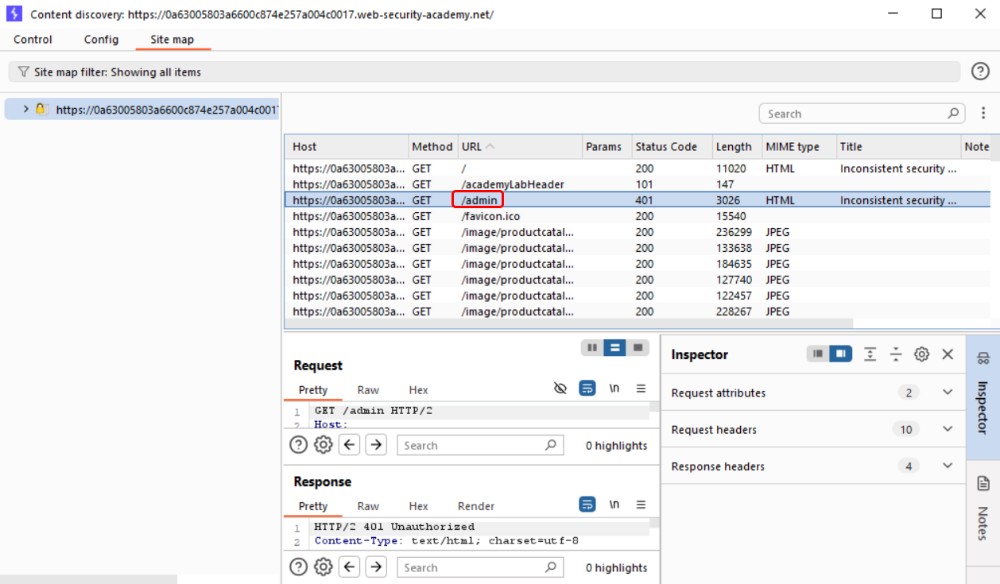 Content discovery: https://0a63005803a6600c874e257a004c0017.web-security-academy.net/
Control Config Site map
Site map filter: Showing all items
https://0a63005803a6600c874e257a004c0017
Search
Host Method URL Params Status Code Length MIME type Title Note
https://0a63005803a... GET / 200 11020 HTML Inconsistent security ...
https://0a63005803a... GET /academyLabHeader 101 147
https://0a63005803a... GET /admin 401 3026 HTML Inconsistent security ...
https://0a63005803a... GET /favicon.ico 200 15540
https://0a63005803a... GET /image/productcatal... 200 236299 JPEG
https://0a63005803a... GET /image/productcatal... 200 133638 JPEG
https://0a63005803a... GET /image/productcatal... 200 184635 JPEG
https://0a63005803a... GET /image/productcatal... 200 127740 JPEG
https://0a63005803a... GET /image/productcatal... 200 122457 JPEG
https://0a63005803a... GET /image/productcatal... 200 228267 JPEG
Request
Pretty Raw Hex \n
1 GET /admin HTTP/2
2 Host:
Search 0 highlights
Response
Pretty Raw Hex Render \n
1 HTTP/2 401 Unauthorized
2 Content-Type: text/html; charset=utf-8
Search 0 highlights
Inspector
Request attributes 2
Request headers 10
Response headers 4
Inspector
Notes